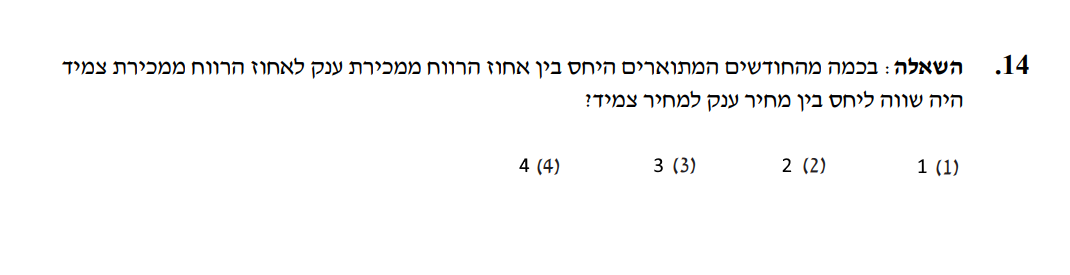 14. השאלה: בכמה מהחודשים המתוארים היחס בין אחוז הרווח ממכירת ענק לאחוז הרווח ממכירת צמיד
היה שווה ליחס בין מחיר ענק למחיר צמיד?
(1) 1 (2) 2 (3) 3 (4) 4